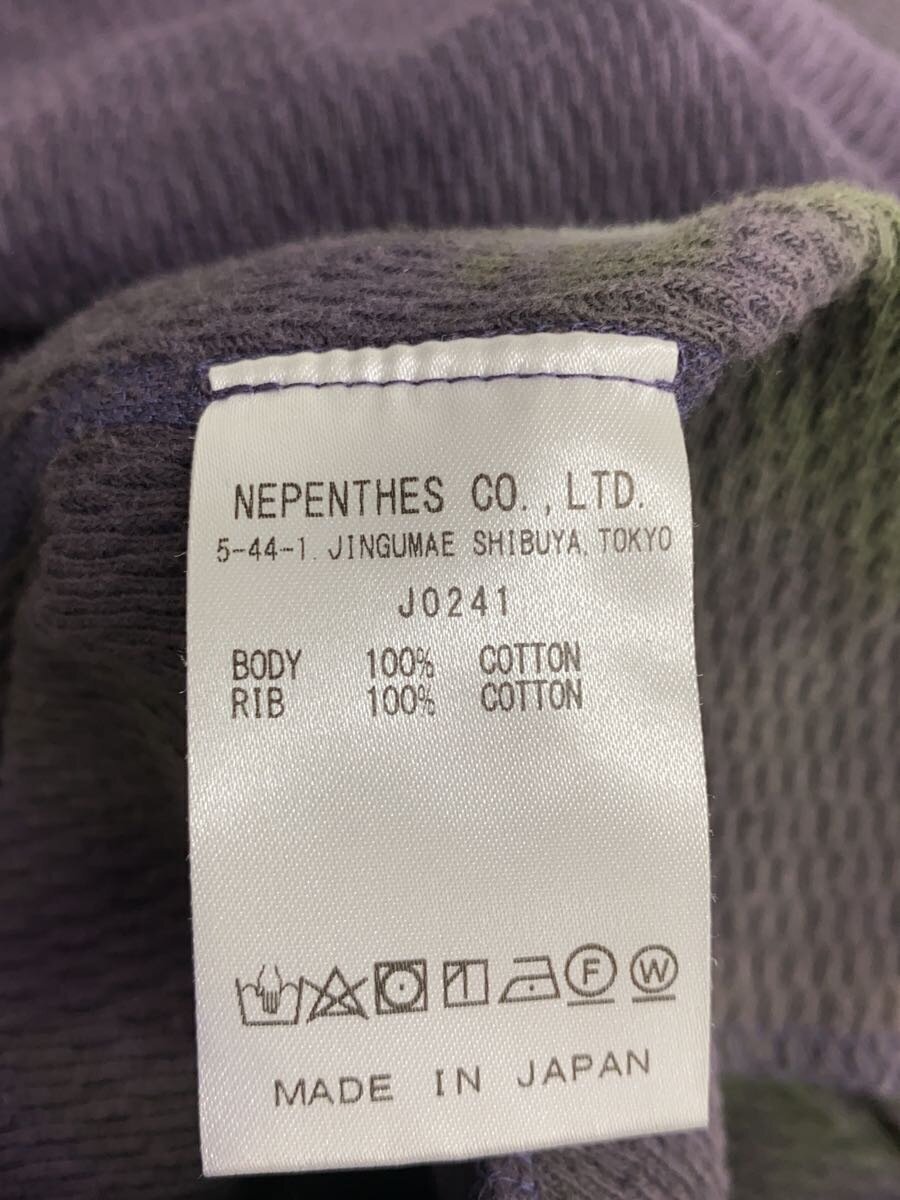 NEPENTHES CO., LTD.
5-44-1. JINGUMAE SHIBUYA. TOKYO
J0241
BODY 100% COTTON
RIB 100% COTTON
F W
MADE IN JAPAN